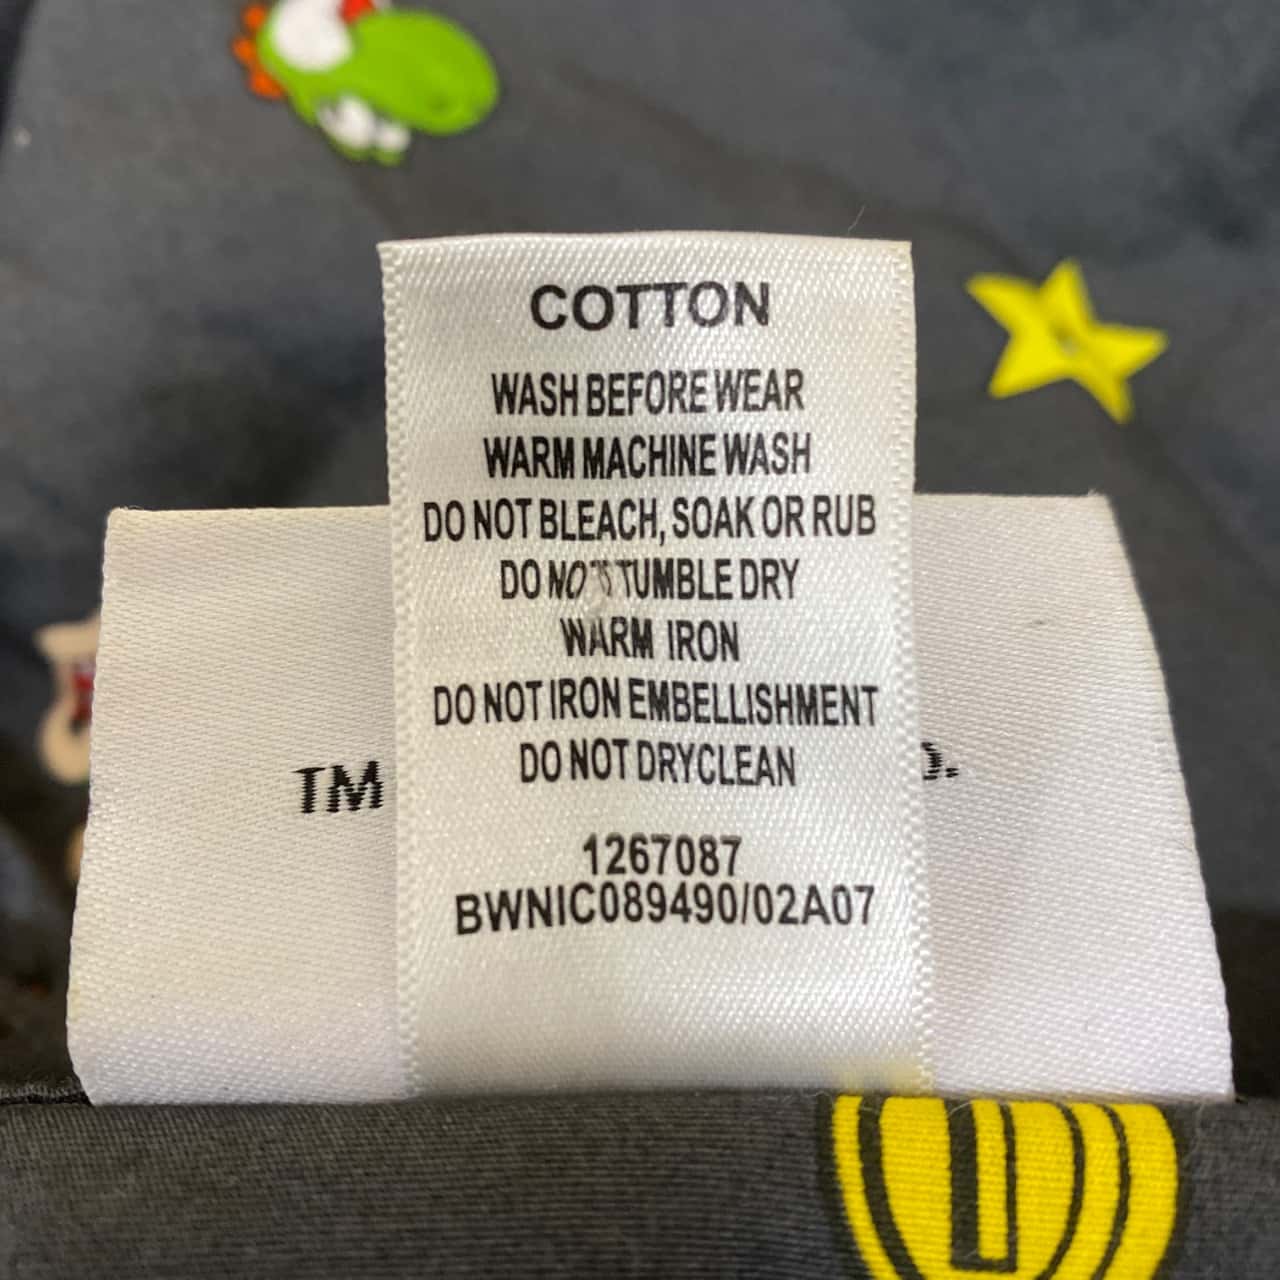 COTTON
WASH BEFORE WEAR
WARM MACHINE WASH
DO NOT BLEACH, SOAK OR RUB
DO NOT TUMBLE DRY
WARM IRON
DO NOT IRON EMBELLISHMENT
DO NOT DRYCLEAN
TM
1267087
BWNIC089490/02A07